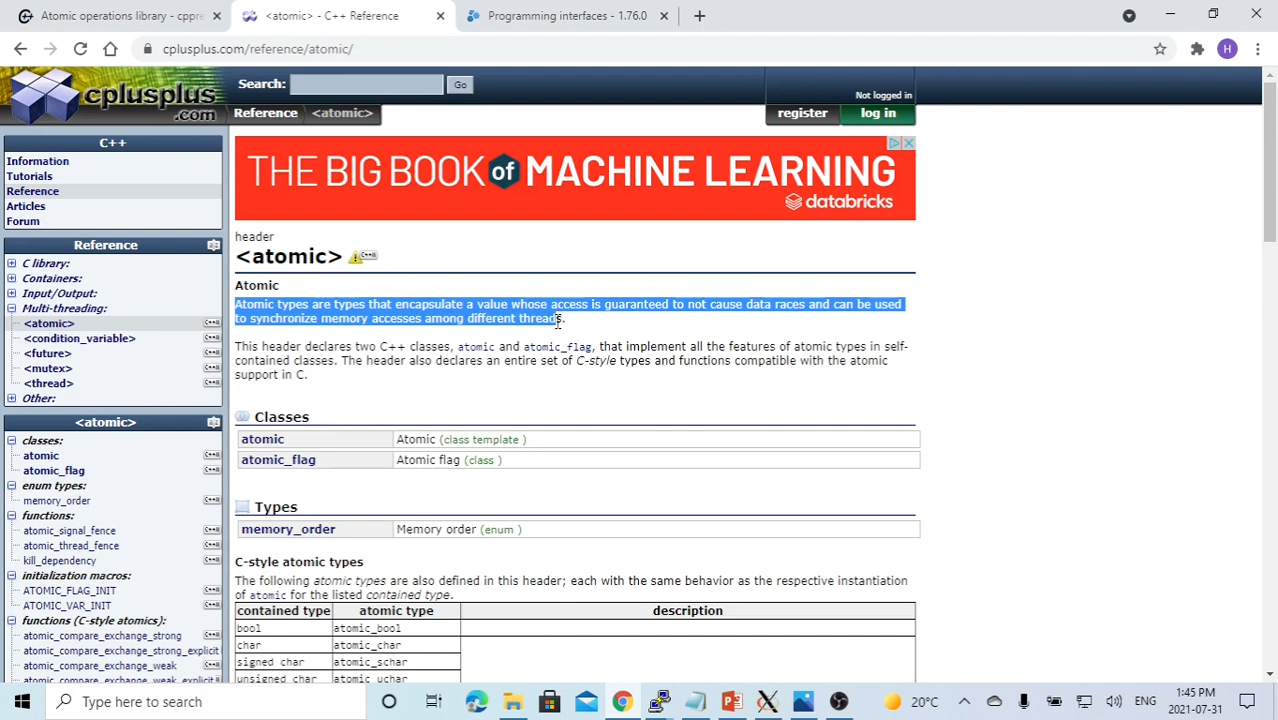 Atomic operations library - cppre
<atomic> - C++ Reference
Programming interfaces - 1.76.0
cplusplus.com/reference/atomic/
H
cplusplus
.com
Search:
Go
Reference
<atomic>
Not logged in
register
log in
C++
Information
Tutorials
Reference
Articles
Forum
Reference
C library:
Containers:
Input/Output:
Multi-threading:
<atomic>
<condition_variable>
<future>
<mutex>
<thread>
Other:
<atomic>
classes:
atomic
atomic_flag
enum types:
memory_order
functions:
atomic_signal_fence
atomic_thread_fence
kill_dependency
initialization macros:
ATOMIC_FLAG_INIT
ATOMIC_VAR_INIT
functions (C-style atomics):
atomic_compare_exchange_strong
atomic_compare_exchange_strong_explicit
atomic_compare_exchange_weak
atomic_compare_exchange_weak_explicit
THE BIG BOOK of MACHINE LEARNING
databricks
header
<atomic>
Atomic
Atomic types are types that encapsulate a value whose access is guaranteed to not cause data races and can be used
to synchronize memory accesses among different threads.
This header declares two C++ classes, atomic and atomic_flag, that implement all the features of atomic types in self-
contained classes. The header also declares an entire set of C-style types and functions compatible with the atomic
support in C.
Classes
atomic Atomic (class template )
atomic_flag Atomic flag (class )
Types
memory_order Memory order (enum )
C-style atomic types
The following atomic types are also defined in this header; each with the same behavior as the respective instantiation
of atomic for the listed contained type.
contained type atomic type description
bool atomic_bool
char atomic_char
signed char atomic_schar
unsigned char atomic_uchar
Type here to search
20°C
ENG
1:45 PM
2021-07-31